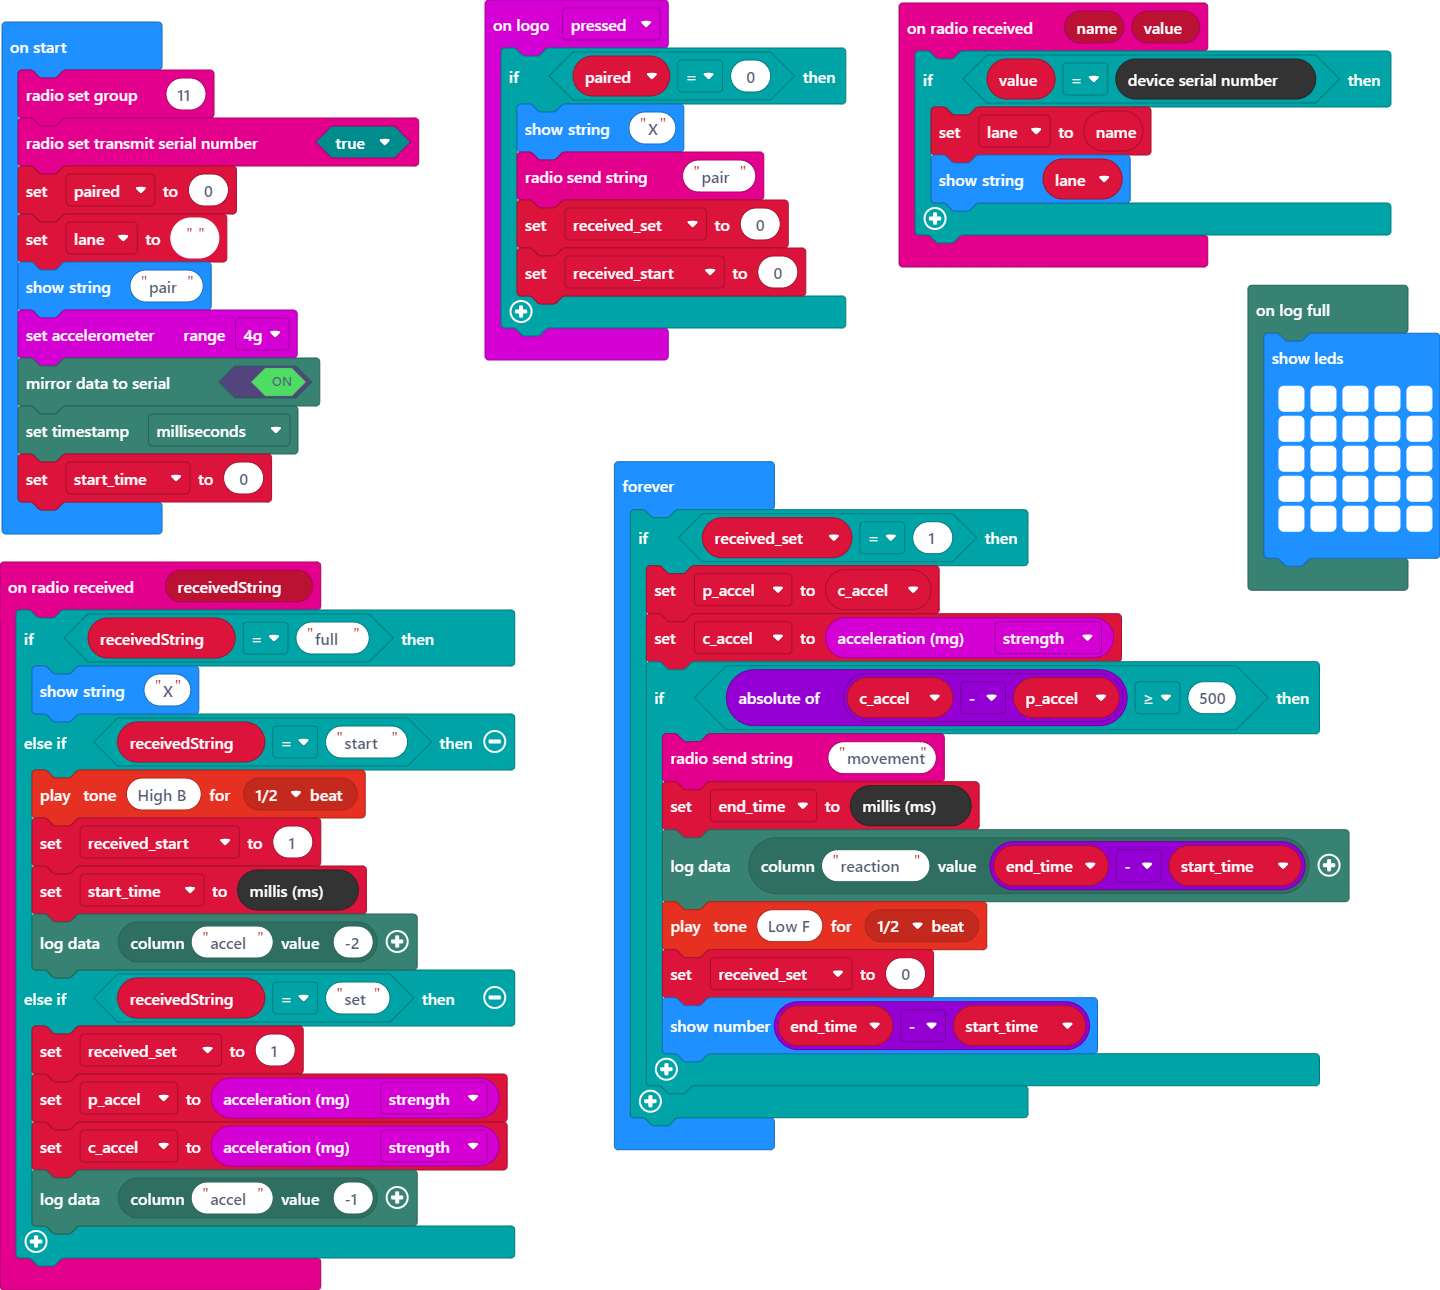 on start
radio set group 11
radio set transmit serial number true
set paired to 0
set lane to " "
show string "pair"
set accelerometer range 4g
mirror data to serial ON
set timestamp milliseconds
set start_time to 0
on logo pressed
if paired = 0 then
show string "X"
radio send string "pair"
set received_set to 0
set received_start to 0
on radio received name value
if value = device serial number then
set lane to name
show string lane
on log full
show leds
on radio received receivedString
if receivedString = "full" then
show string "X"
else if receivedString = "start" then
play tone High B for 1/2 beat
set received_start to 1
set start_time to millis (ms)
log data column "accel" value -2
else if receivedString = "set" then
set received_set to 1
set p_accel to acceleration (mg) strength
set c_accel to acceleration (mg) strength
log data column "accel" value -1
forever
if received_set = 1 then
set p_accel to c_accel
set c_accel to acceleration (mg) strength
if absolute of c_accel - p_accel ≥ 500 then
radio send string "movement"
set end_time to millis (ms)
log data column "reaction" value end_time - start_time
play tone Low F for 1/2 beat
set received_set to 0
show number end_time - start_time